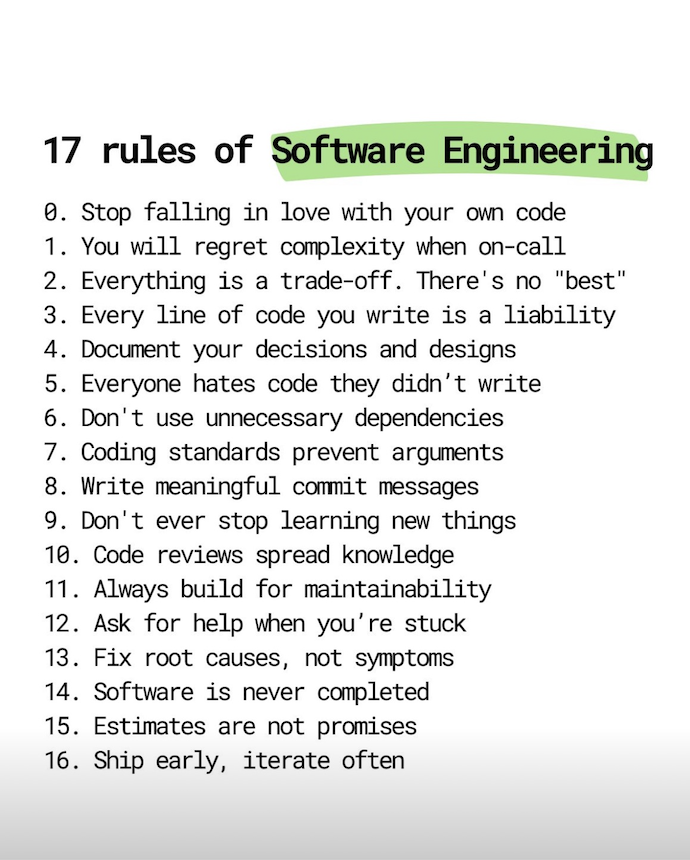 17 rules of Software Engineering
0. Stop falling in love with your own code
1. You will regret complexity when on-call
2. Everything is a trade-off. There's no "best"
3. Every line of code you write is a liability
4. Document your decisions and designs
5. Everyone hates code they didn’t write
6. Don't use unnecessary dependencies
7. Coding standards prevent arguments
8. Write meaningful commit messages
9. Don't ever stop learning new things
10. Code reviews spread knowledge
11. Always build for maintainability
12. Ask for help when you’re stuck
13. Fix root causes, not symptoms
14. Software is never completed
15. Estimates are not promises
16. Ship early, iterate often